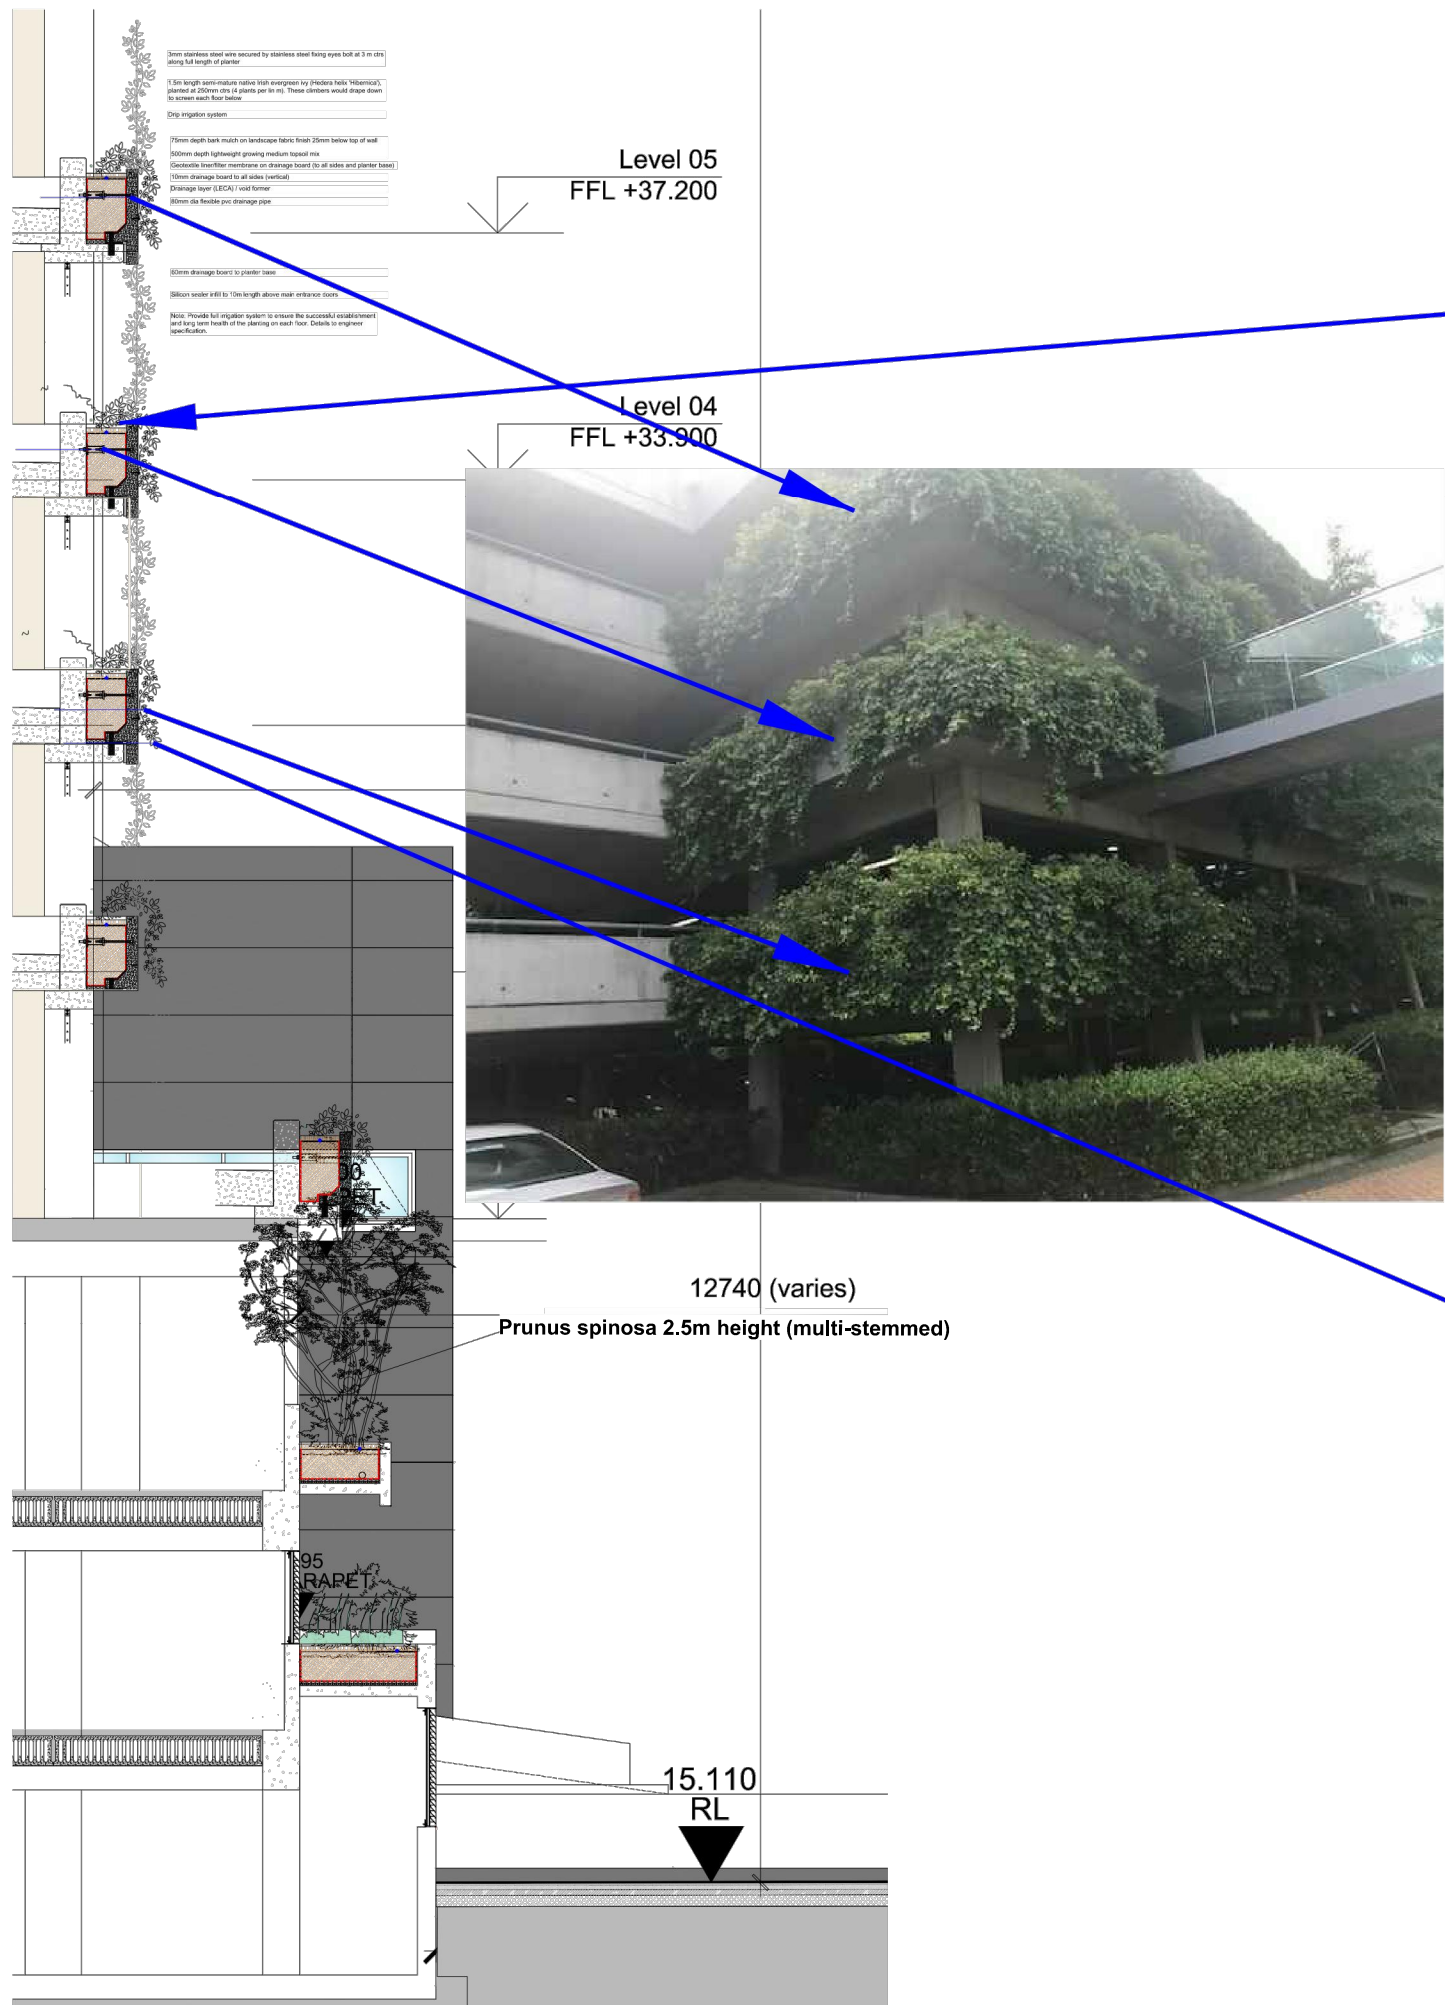 3mm stainless steel wire secured by stainless steel fixing eyes bolt at 3 m ctrs
along full length of planter
1.5m length semi-mature native Irish evergreen ivy (Hedera helix 'Hibernica'),
planted at 250mm ctrs (4 plants per lin m). These climbers would drape down
to screen each floor below
Drip irrigation system
75mm depth bark mulch on landscape fabric finish 25mm below top of wall
500mm depth lightweight growing medium topsoil mix
Geotextile liner/filter membrane on drainage board (to all sides and planter base)
10mm drainage board to all sides (vertical)
Drainage layer (LECA) / void former
80mm dia flexible pvc drainage pipe
Level 05
FFL +37.200
60mm drainage board to planter base
Silicon sealer infill to 10m length above main entrance doors
Note: Provide full irrigation system to ensure the successful establishment
and long term health of the planting on each floor. Details to engineer
specification.
Level 04
FFL +33.900
12740 (varies)
Prunus spinosa 2.5m height (multi-stemmed)
95
RAPET
15.110
RL